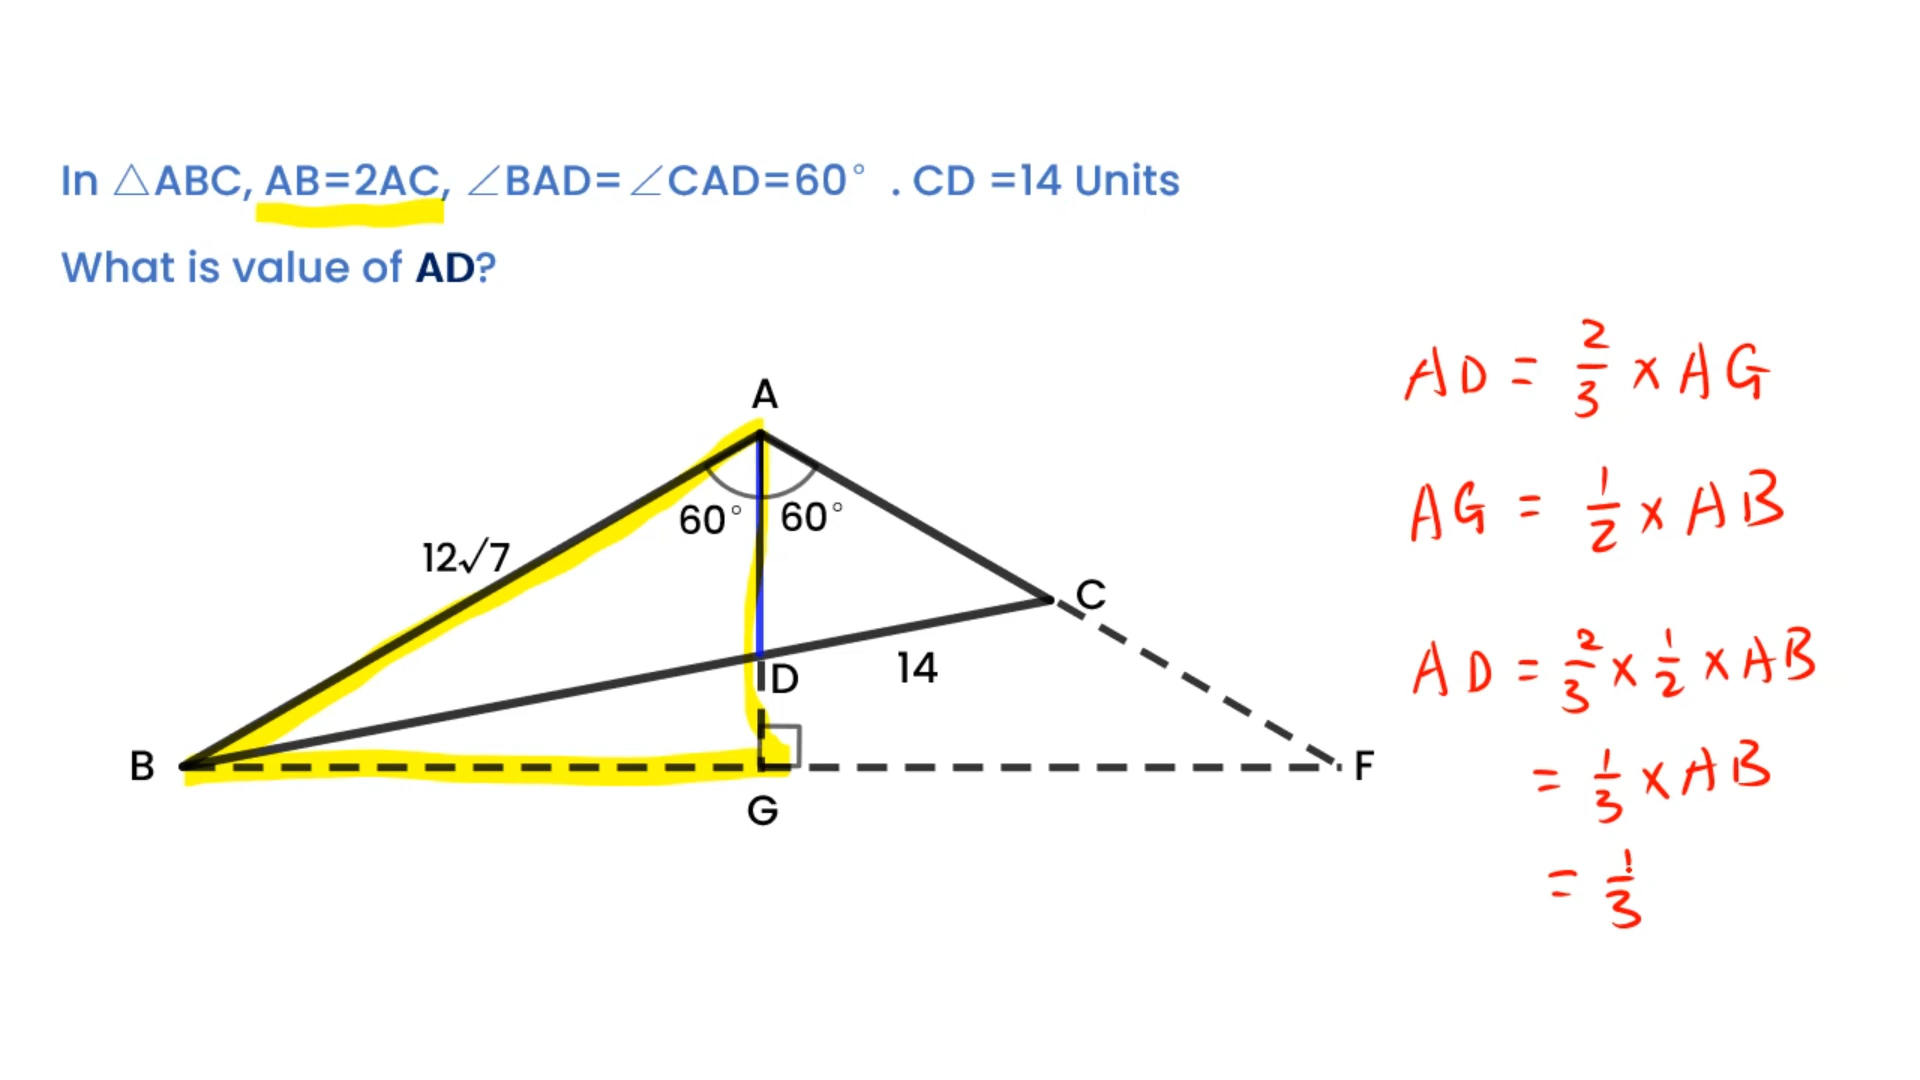 In △ABC, AB=2AC, ∠BAD=∠CAD=60° . CD =14 Units
What is value of AD?
AD = 2/3 × AG
A
AG = 1/2 × AB
60° 60°
12√7
C
14
D
AD = 2/3 × 1/2 × AB
B
F
= 1/3 × AB
G
= 1/3